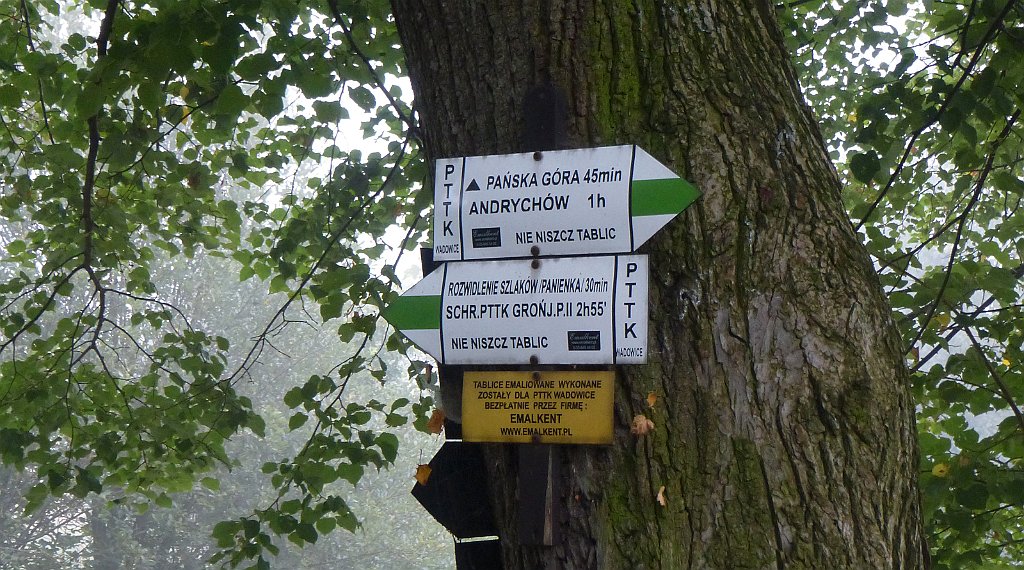 PTTK
WADOWICE
PAŃSKA GÓRA 45min
ANDRYCHÓW 1h
Emalkent
NIE NISZCZ TABLIC
ROZWIDLENIE SZLAKÓW /PANIENKA/ 30min
SCHR.PTTK GROŃJ.P.II 2h55'
Emalkent
NIE NISZCZ TABLIC
PTTK
WADOWICE
TABLICE EMALIOWANE WYKONANE
ZOSTAŁY DLA PTTK WADOWICE
BEZPŁATNIE PRZEZ FIRMĘ :
EMALKENT
WWW.EMALKENT.PL